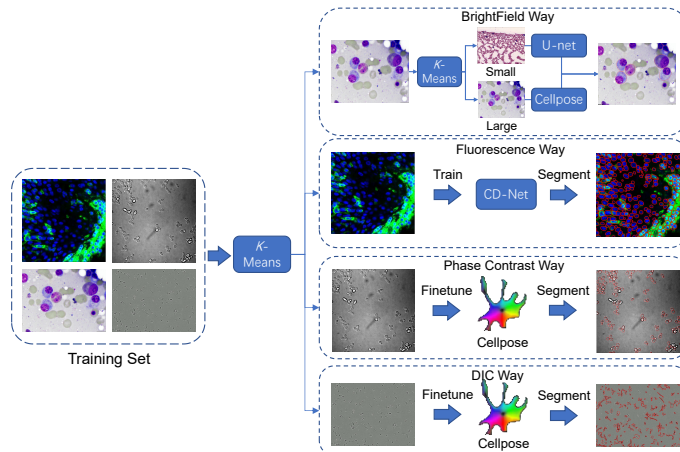 BrightField Way
K-
Means
Small
Large
U-net
Cellpose
Training Set
K-
Means
Fluorescence Way
Train
CD-Net
Segment
Phase Contrast Way
Finetune
Cellpose
Segment
DIC Way
Finetune
Cellpose
Segment